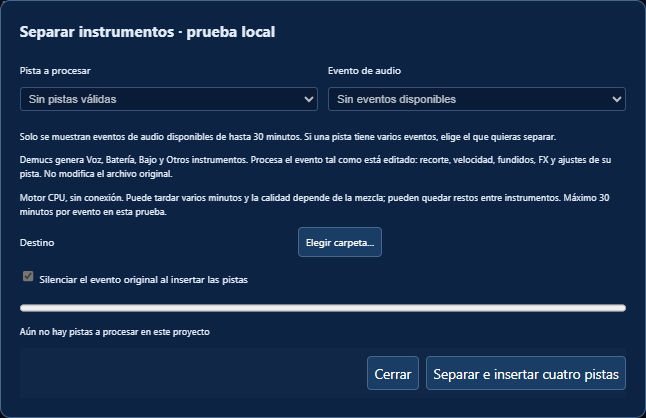 Separar instrumentos · prueba local
Pista a procesar
Evento de audio
Sin pistas válidas
Sin eventos disponibles
Solo se muestran eventos de audio disponibles de hasta 30 minutos. Si una pista tiene varios eventos, elige el que quieras separar.
Demucs genera Voz, Batería, Bajo y Otros instrumentos. Procesa el evento tal como está editado: recorte, velocidad, fundidos, FX y ajustes de su
pista. No modifica el archivo original.
Motor CPU, sin conexión. Puede tardar varios minutos y la calidad depende de la mezcla; pueden quedar restos entre instrumentos. Máximo 30
minutos por evento en esta prueba.
Destino
Elegir carpeta...
Silenciar el evento original al insertar las pistas
Aún no hay pistas a procesar en este proyecto
Cerrar
Separar e insertar cuatro pistas